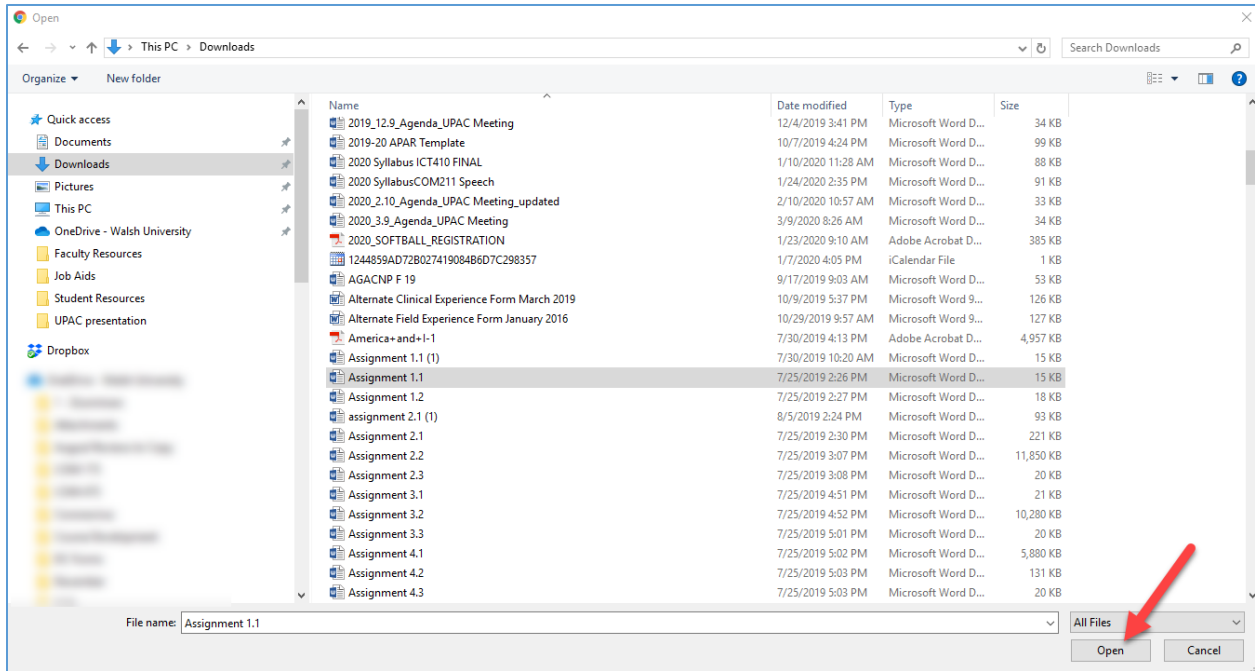 Open
This PC > Downloads
Search Downloads
Organize
New folder
Quick access
Documents
Downloads
Pictures
This PC
OneDrive - Walsh University
Faculty Resources
Job Aids
Student Resources
UPAC presentation
Dropbox
Name Date modified Type Size
2019_12.9_Agenda_UPAC Meeting 12/4/2019 3:41 PM Microsoft Word D... 34 KB
2019-20 APAR Template 10/7/2019 4:24 PM Microsoft Word D... 99 KB
2020 Syllabus ICT410 FINAL 1/10/2020 11:28 AM Microsoft Word D... 88 KB
2020 SyllabusCOM211 Speech 1/24/2020 2:35 PM Microsoft Word D... 91 KB
2020_2.10_Agenda_UPAC Meeting_updated 2/10/2020 10:57 AM Microsoft Word D... 33 KB
2020_3.9_Agenda_UPAC Meeting 3/9/2020 8:26 AM Microsoft Word D... 34 KB
2020_SOFTBALL_REGISTRATION 1/23/2020 9:10 AM Adobe Acrobat D... 385 KB
1244859AD72B027419084B6D7C298357 1/7/2020 4:05 PM iCalendar File 1 KB
AGACNP F 19 9/17/2019 9:03 AM Microsoft Word D... 53 KB
Alternate Clinical Experience Form March 2019 10/9/2019 5:37 PM Microsoft Word 9... 126 KB
Alternate Field Experience Form January 2016 10/29/2019 9:57 AM Microsoft Word 9... 127 KB
America+and+I-1 7/30/2019 4:13 PM Adobe Acrobat D... 4,957 KB
Assignment 1.1 (1) 7/30/2019 10:20 AM Microsoft Word D... 15 KB
Assignment 1.1 7/25/2019 2:26 PM Microsoft Word D... 15 KB
Assignment 1.2 7/25/2019 2:27 PM Microsoft Word D... 18 KB
assignment 2.1 (1) 8/5/2019 2:24 PM Microsoft Word D... 93 KB
Assignment 2.1 7/25/2019 2:30 PM Microsoft Word D... 221 KB
Assignment 2.2 7/25/2019 3:07 PM Microsoft Word D... 11,850 KB
Assignment 2.3 7/25/2019 3:08 PM Microsoft Word D... 20 KB
Assignment 3.1 7/25/2019 4:51 PM Microsoft Word D... 21 KB
Assignment 3.2 7/25/2019 4:52 PM Microsoft Word D... 10,280 KB
Assignment 3.3 7/25/2019 5:01 PM Microsoft Word D... 20 KB
Assignment 4.1 7/25/2019 5:02 PM Microsoft Word D... 5,880 KB
Assignment 4.2 7/25/2019 5:03 PM Microsoft Word D... 131 KB
Assignment 4.3 7/25/2019 5:03 PM Microsoft Word D... 20 KB
File name: Assignment 1.1
All Files
Open
Cancel